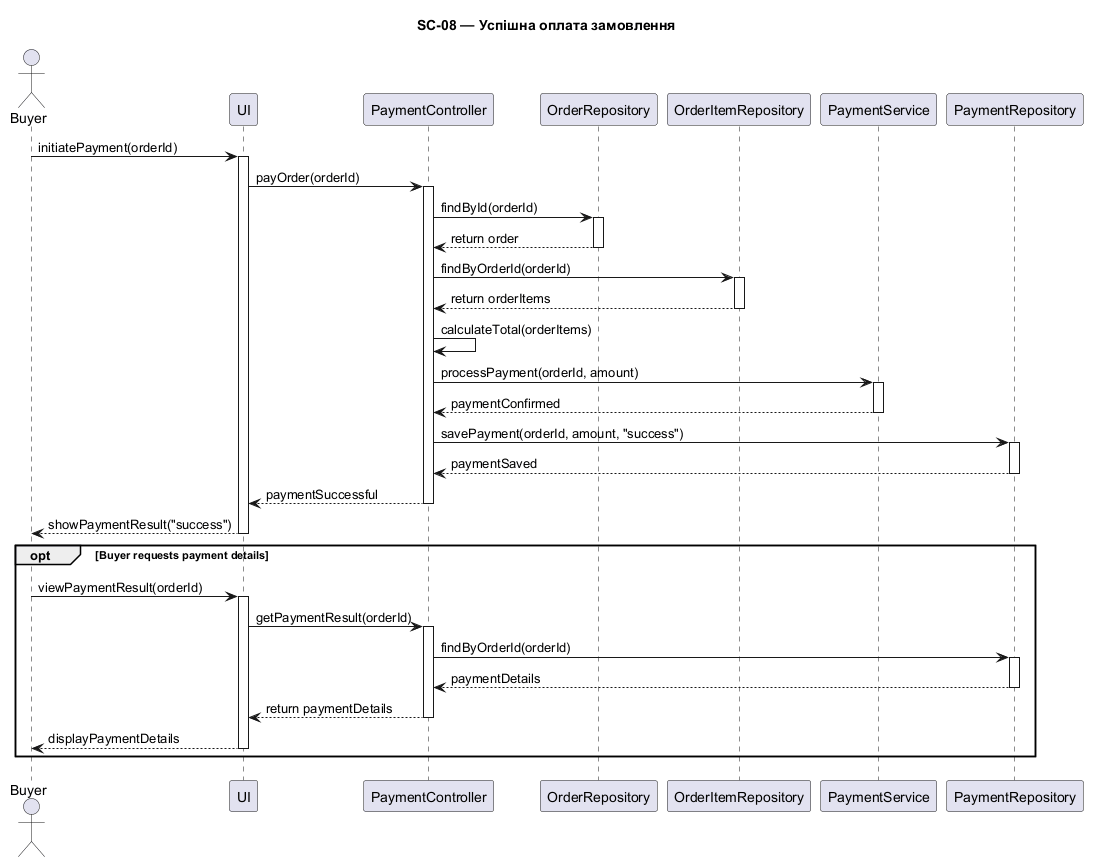 SC-08 — Успішна оплата замовлення
Buyer
UI
PaymentController
OrderRepository
OrderItemRepository
PaymentService
PaymentRepository
initiatePayment(orderId)
payOrder(orderId)
findById(orderId)
return order
findByOrderId(orderId)
return orderItems
calculateTotal(orderItems)
processPayment(orderId, amount)
paymentConfirmed
savePayment(orderId, amount, "success")
paymentSaved
paymentSuccessful
showPaymentResult("success")
opt
[Buyer requests payment details]
viewPaymentResult(orderId)
getPaymentResult(orderId)
findByOrderId(orderId)
paymentDetails
return paymentDetails
displayPaymentDetails
Buyer
UI
PaymentController
OrderRepository
OrderItemRepository
PaymentService
PaymentRepository